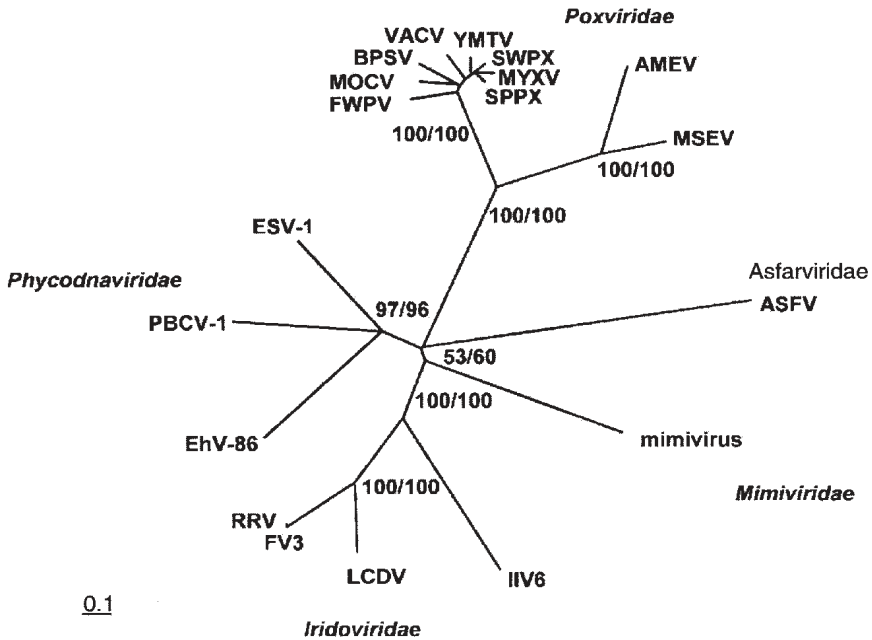 Poxviridae
VACV
YMTV
BPSV
SWPX
MOCV
MYXV
FWPV
SPPX
AMEV
100/100
MSEV
100/100
100/100
ESV-1
Phycodnaviridae
Asfarviridae
ASFV
97/96
PBCV-1
53/60
100/100
EhV-86
mimivirus
100/100
Mimiviridae
RRV
FV3
LCDV
IIV6
0.1
Iridoviridae